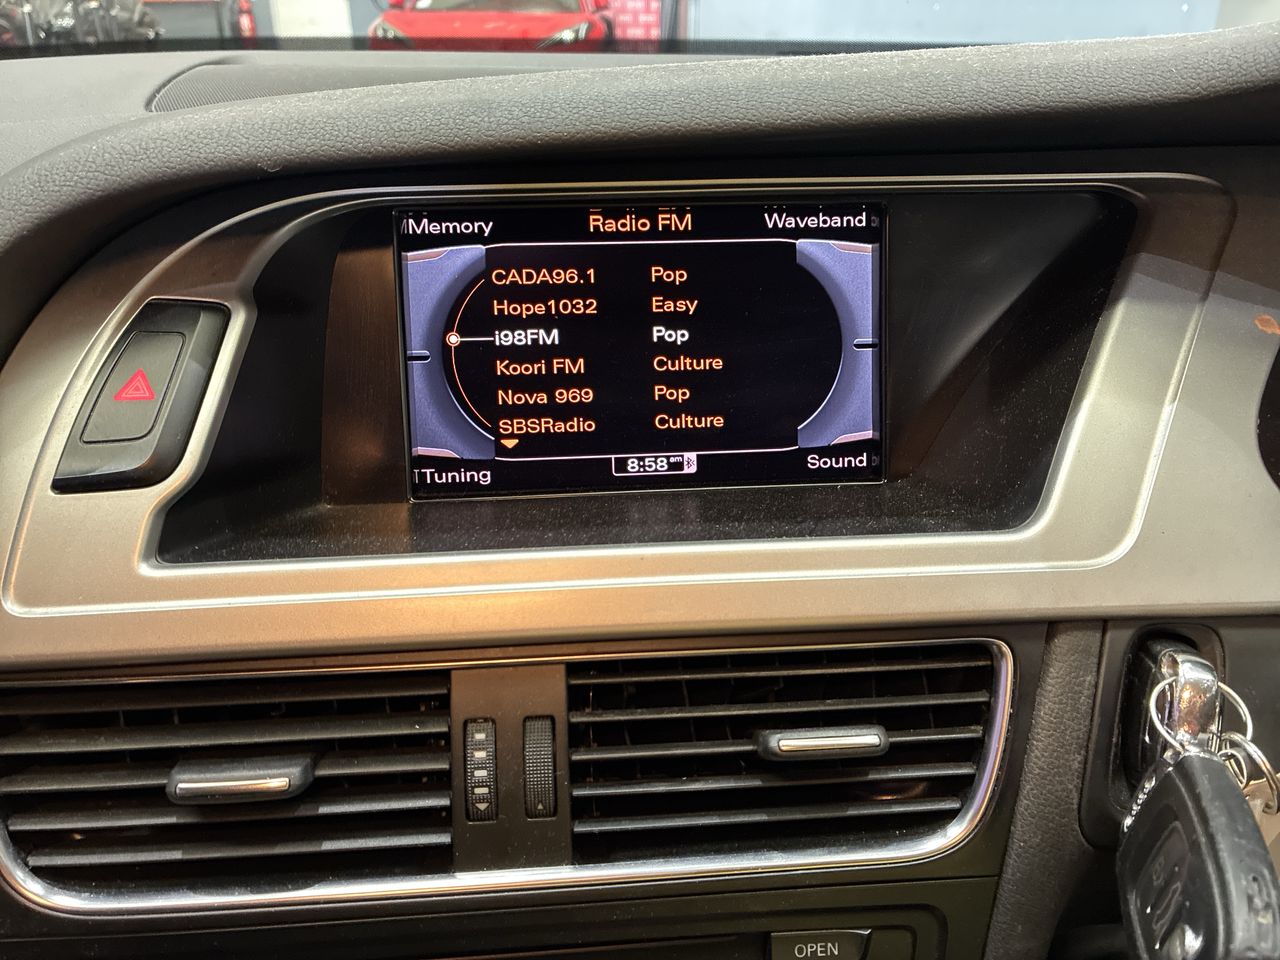 Memory
Radio FM
Waveband
CADA96.1 Pop
Hope1032 Easy
i98FM Pop
Koori FM Culture
Nova 969 Pop
SBSRadio Culture
Tuning
8:58 am
Sound
OPEN